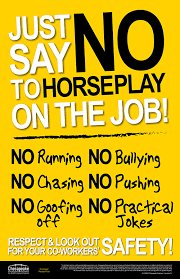 JUST
SAY NO
TO HORSEPLAY
ON THE JOB!
NO Running NO Bullying
NO Chasing NO Pushing
NO Goofing off NO Practical Jokes
RESPECT & LOOK OUT
FOR YOUR CO-WORKERS' SAFETY!
Chesapeake